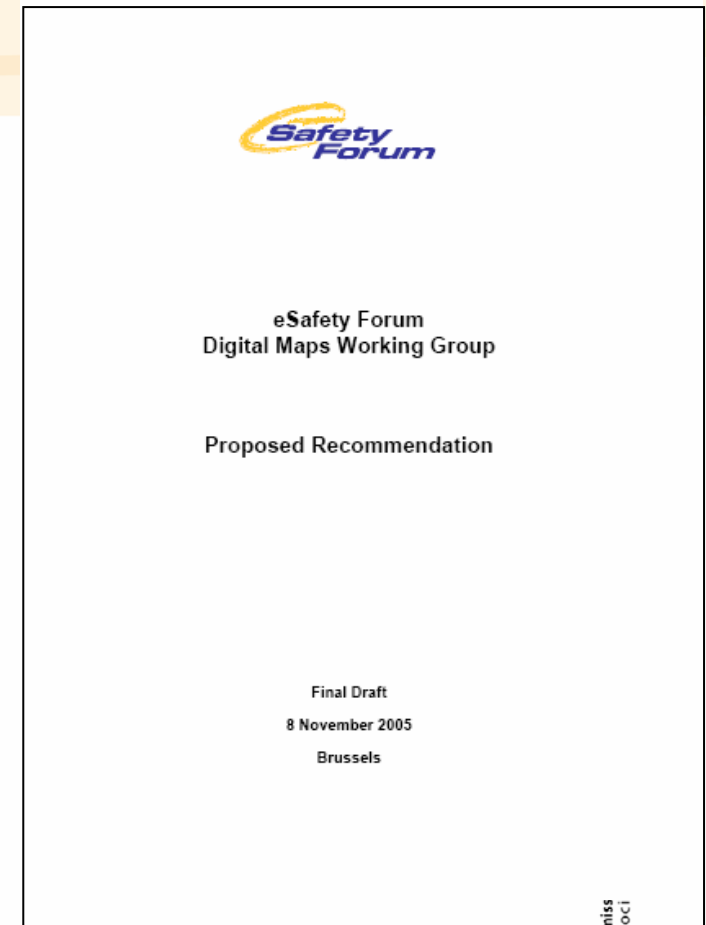 Safety
Forum
eSafety Forum
Digital Maps Working Group
Proposed Recommendation
Final Draft
8 November 2005
Brussels